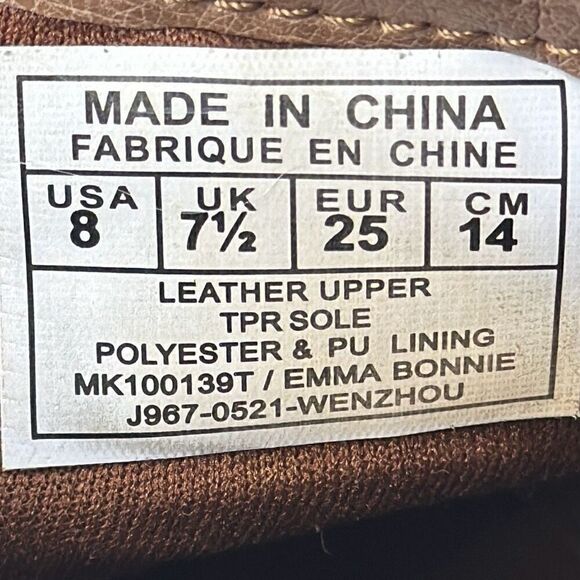 MADE IN CHINA
FABRIQUE EN CHINE
USA UK EUR CM
8 7½ 25 14
LEATHER UPPER
TPR SOLE
POLYESTER & PU LINING
MK100139T / EMMA BONNIE
J967-0521-WENZHOU